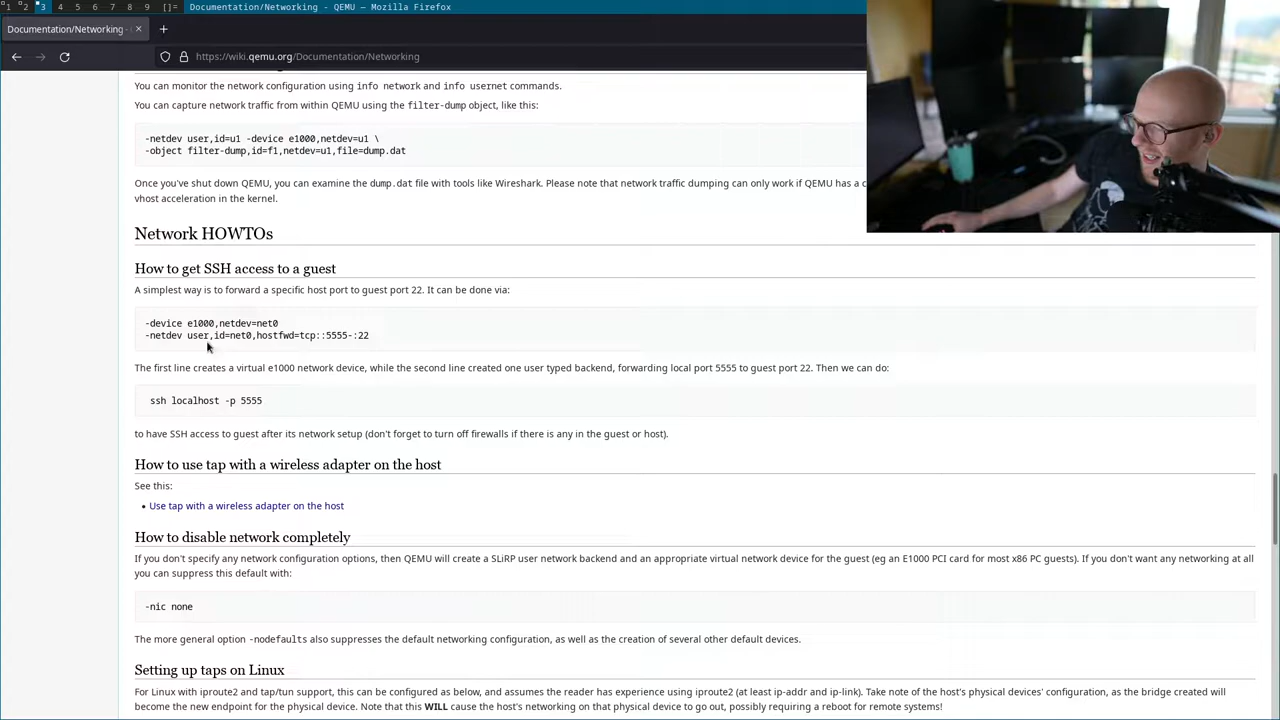 1 2 3 4 5 6 7 8 9 []= Documentation/Networking - QEMU — Mozilla Firefox
Documentation/Networking - 
https://wiki.qemu.org/Documentation/Networking
You can monitor the network configuration using info network and info usernet commands.
You can capture network traffic from within QEMU using the filter-dump object, like this:
-netdev user,id=u1 -device e1000,netdev=u1 \
-object filter-dump,id=f1,netdev=u1,file=dump.dat
Once you've shut down QEMU, you can examine the dump.dat file with tools like Wireshark. Please note that network traffic dumping can only work if QEMU has a c
vhost acceleration in the kernel.
Network HOWTOs
How to get SSH access to a guest
A simplest way is to forward a specific host port to guest port 22. It can be done via:
-device e1000,netdev=net0
-netdev user,id=net0,hostfwd=tcp::5555-:22
The first line creates a virtual e1000 network device, while the second line created one user typed backend, forwarding local port 5555 to guest port 22. Then we can do:
ssh localhost -p 5555
to have SSH access to guest after its network setup (don't forget to turn off firewalls if there is any in the guest or host).
How to use tap with a wireless adapter on the host
See this:
• Use tap with a wireless adapter on the host
How to disable network completely
If you don't specify any network configuration options, then QEMU will create a SLiRP user network backend and an appropriate virtual network device for the guest (eg an E1000 PCI card for most x86 PC guests). If you don't want any networking at all
you can suppress this default with:
-nic none
The more general option -nodefaults also suppresses the default networking configuration, as well as the creation of several other default devices.
Setting up taps on Linux
For Linux with iproute2 and tap/tun support, this can be configured as below, and assumes the reader has experience using iproute2 (at least ip-addr and ip-link). Take note of the host's physical devices' configuration, as the bridge created will
become the new endpoint for the physical device. Note that this WILL cause the host's networking on that physical device to go out, possibly requiring a reboot for remote systems!